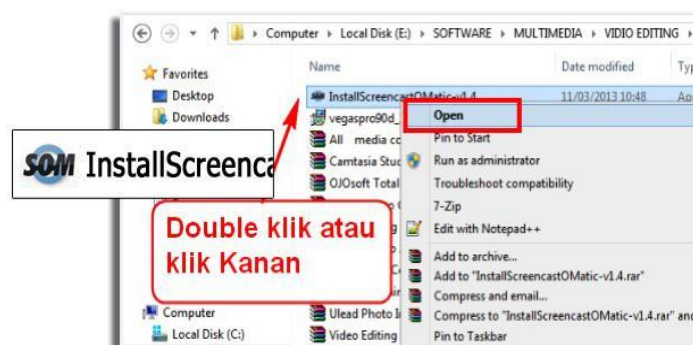 Computer Local Disk (E:) SOFTWARE MULTIMEDIA VIDIO EDITING
Favorites
Desktop
Downloads
Name Date modified
InstallScreencastOMatic-v1.4 11/03/2013 10:48
vegaspro90d_
All media
Camtasia
OJOsoft Total
Ulead Photo
Video Editing
Open
Pin to Start
Run as administrator
Troubleshoot compatibility
7-Zip
Edit with Notepad++
Add to archive...
Add to "InstallScreencastOMatic-v1.4.rar"
Compress and email...
Compress to "InstallScreencastOMatic-v1.4.rar"
Pin to Taskbar
SOM InstallScreenca
Double klik atau
klik Kanan
Computer
Local Disk (C:)